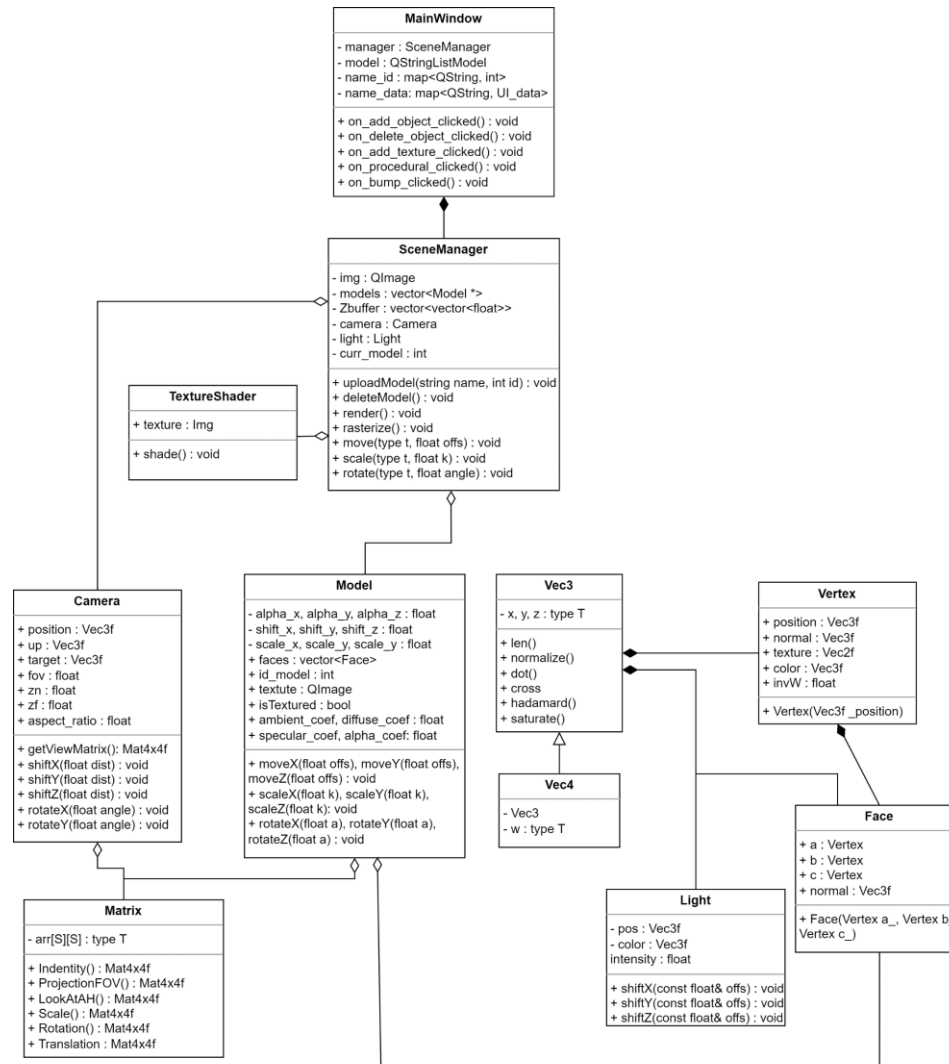 MainWindow
- manager : SceneManager
- model : QStringListModel
- name_id : map<QString, int>
- name_data: map<QString, UI_data>
+ on_add_object_clicked() : void
+ on_delete_object_clicked() : void
+ on_add_texture_clicked() : void
+ on_procedural_clicked() : void
+ on_bump_clicked() : void
SceneManager
- img : QImage
- models : vector<Model *>
- Zbuffer : vector<vector<float>>
- camera : Camera
- light : Light
- curr_model : int
+ uploadModel(string name, int id) : void
+ deleteModel() : void
+ render() : void
+ rasterize() : void
+ move(type t, float offs) : void
+ scale(type t, float k) : void
+ rotate(type t, float angle) : void
TextureShader
+ texture : Img
+ shade() : void
Camera
+ position : Vec3f
+ up : Vec3f
+ target : Vec3f
+ fov : float
+ zn : float
+ zf : float
+ aspect_ratio : float
+ getViewMatrix(): Mat4x4f
+ shiftX(float dist) : void
+ shiftY(float dist) : void
+ shiftZ(float dist) : void
+ rotateX(float angle) : void
+ rotateY(float angle) : void
Model
- alpha_x, alpha_y, alpha_z : float
- shift_x, shift_y, shift_z : float
- scale_x, scale_y, scale_y : float
+ faces : vector<Face>
+ id_model : int
+ textute : QImage
+ isTextured : bool
+ ambient_coef, diffuse_coef : float
+ specular_coef, alpha_coef: float
+ moveX(float offs), moveY(float offs),
moveZ(float offs) : void
+ scaleX(float k), scaleY(float k),
scaleZ(float k): void
+ rotateX(float a), rotateY(float a),
rotateZ(float a) : void
Vec3
- x, y, z : type T
+ len()
+ normalize()
+ dot()
+ cross
+ hadamard()
+ saturate()
Vertex
+ position : Vec3f
+ normal : Vec3f
+ texture : Vec2f
+ color : Vec3f
+ invW : float
+ Vertex(Vec3f _position)
Vec4
- Vec3
- w : type T
Face
+ a : Vertex
+ b : Vertex
+ c : Vertex
+ normal : Vec3f
+ Face(Vertex a_, Vertex b_
Vertex c_)
Light
- pos : Vec3f
- color : Vec3f
intensity : float
+ shiftX(const float& offs) : void
+ shiftY(const float& offs) : void
+ shiftZ(const float& offs) : void
Matrix
- arr[S][S] : type T
+ Indentity() : Mat4x4f
+ ProjectionFOV() : Mat4x4f
+ LookAtAH() : Mat4x4f
+ Scale() : Mat4x4f
+ Rotation() : Mat4x4f
+ Translation : Mat4x4f